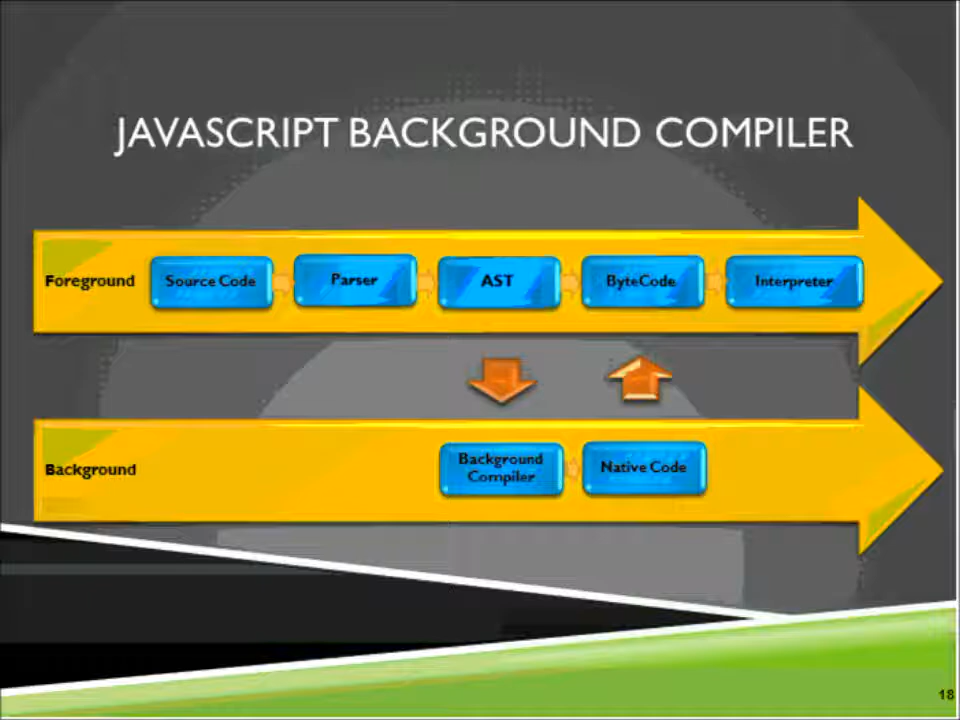 JAVASCRIPT BACKGROUND COMPILER
Foreground
Source Code
Parser
AST
ByteCode
Interpreter
Background
Background
Compiler
Native Code
18